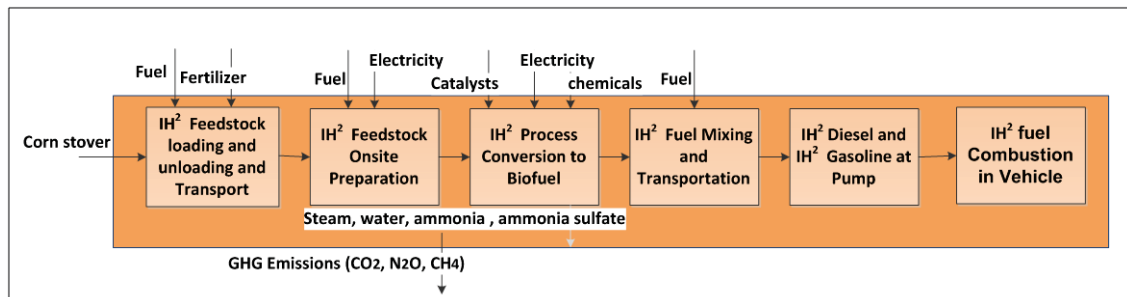 Fuel
Fertilizer
Fuel
Electricity
Catalysts
Electricity
chemicals
Fuel
Corn stover
IH² Feedstock
loading and
unloading and
Transport
IH² Feedstock
Onsite
Preparation
IH² Process
Conversion to
Biofuel
IH² Fuel Mixing
and
Transportation
IH² Diesel and
IH² Gasoline at
Pump
IH² fuel
Combustion
in Vehicle
Steam, water, ammonia , ammonia sulfate
GHG Emissions (CO2, N2O, CH4)